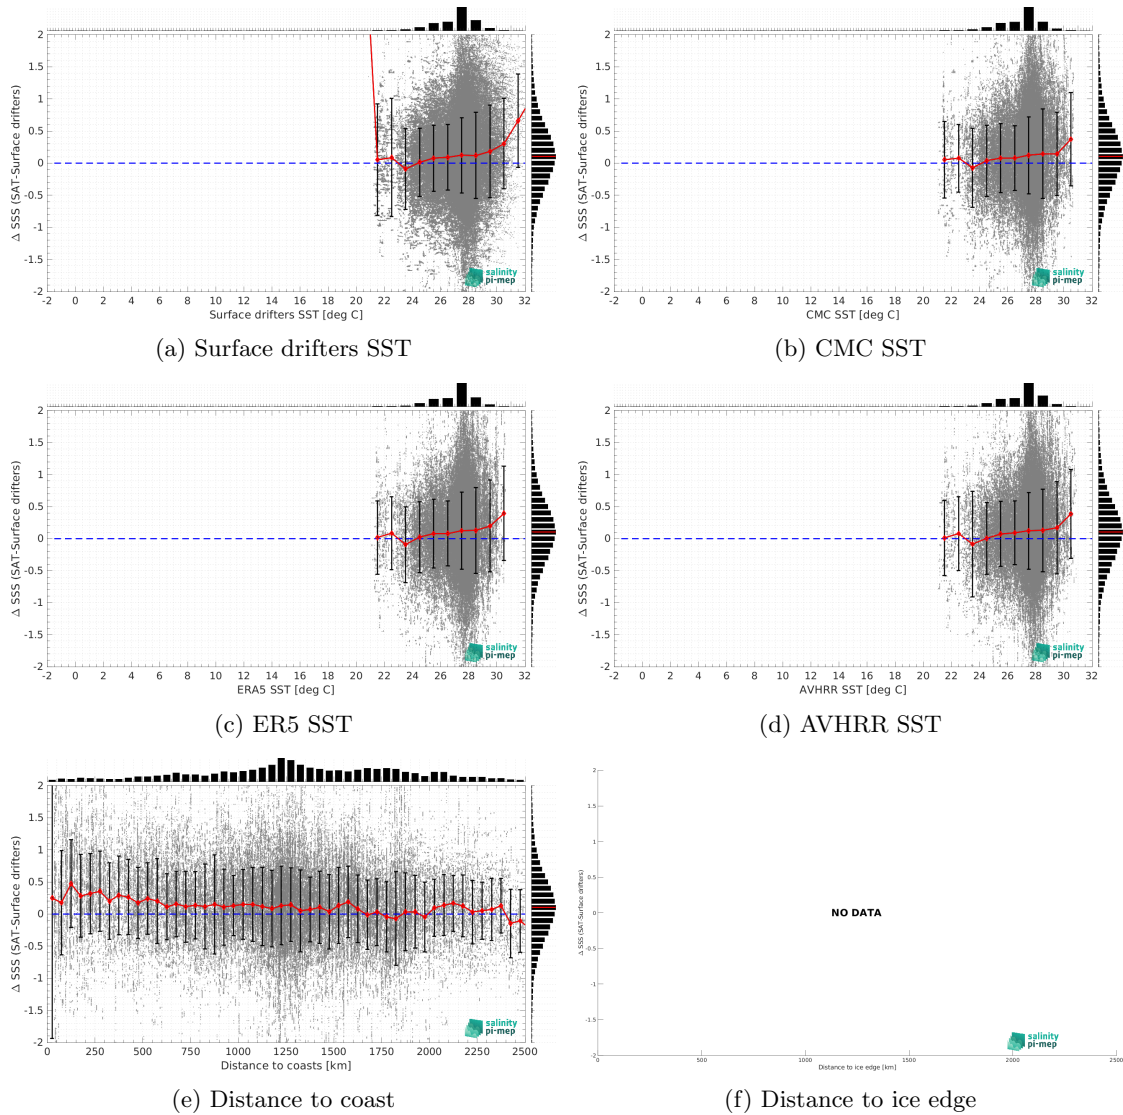 2
1.5
1
0.5
0
-0.5
-1
-1.5
-2
Δ SSS (SAT-Surface drifters)
-2 0 2 4 6 8 10 12 14 16 18 20 22 24 26 28 30 32
Surface drifters SST [deg C]
salinity
pi-mep
(a) Surface drifters SST
2
1.5
1
0.5
0
-0.5
-1
-1.5
-2
Δ SSS (SAT-Surface drifters)
-2 0 2 4 6 8 10 12 14 16 18 20 22 24 26 28 30 32
CMC SST [deg C]
salinity
pi-mep
(b) CMC SST
2
1.5
1
0.5
0
-0.5
-1
-1.5
-2
Δ SSS (SAT-Surface drifters)
-2 0 2 4 6 8 10 12 14 16 18 20 22 24 26 28 30 32
ERA5 SST [deg C]
salinity
pi-mep
(c) ER5 SST
2
1.5
1
0.5
0
-0.5
-1
-1.5
-2
Δ SSS (SAT-Surface drifters)
-2 0 2 4 6 8 10 12 14 16 18 20 22 24 26 28 30 32
AVHRR SST [deg C]
salinity
pi-mep
(d) AVHRR SST
2
1.5
1
0.5
0
-0.5
-1
-1.5
-2
Δ SSS (SAT-Surface drifters)
0 250 500 750 1000 1250 1500 1750 2000 2250 2500
Distance to coasts [km]
salinity
pi-mep
(e) Distance to coast
2
1.5
1
0.5
0
-0.5
-1
-1.5
-2
Δ SSS (SAT-Surface drifters)
NO DATA
0 500 1000 1500 2000 2500
Distance to ice edge [km]
salinity
pi-mep
(f) Distance to ice edge